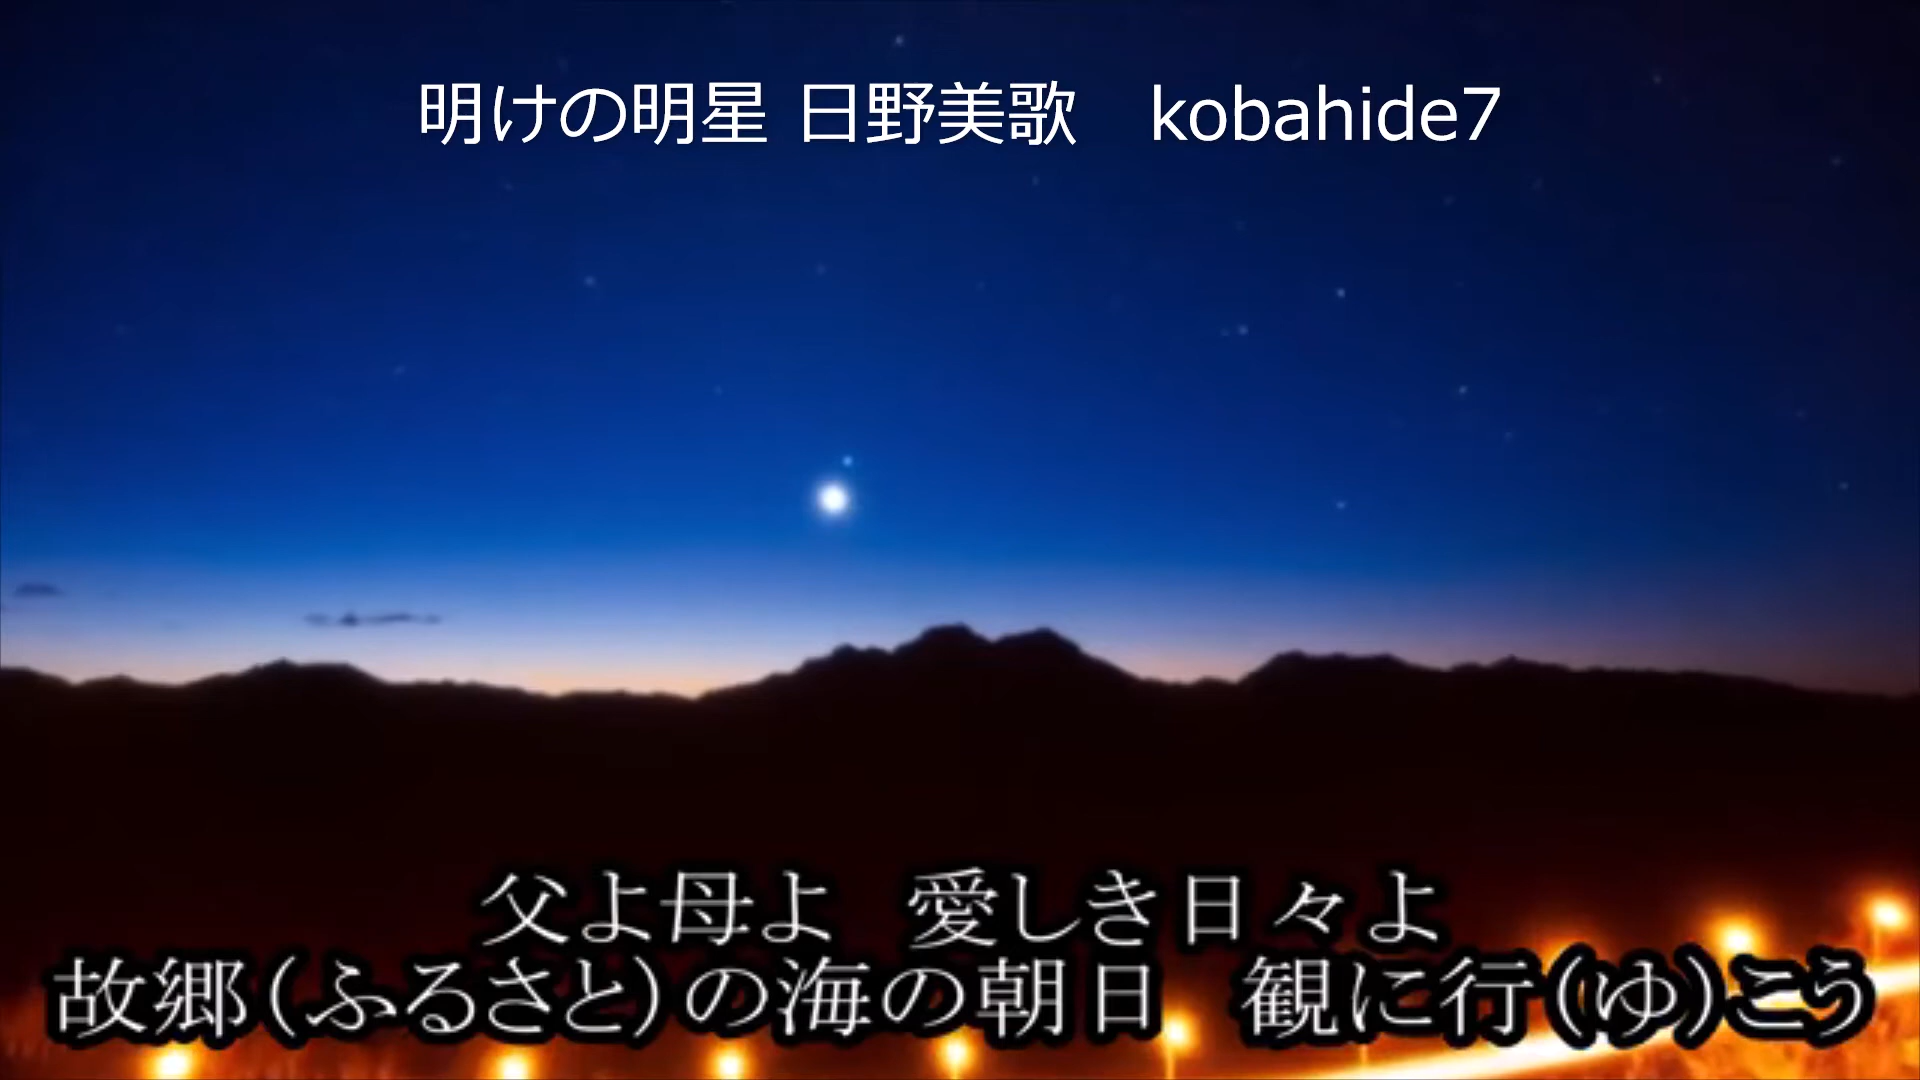 明けの明星 日野美歌　kobahide7
父よ母よ　愛しき日々よ
故郷（ふるさと）の海の朝日　観に行（ゆ）こう